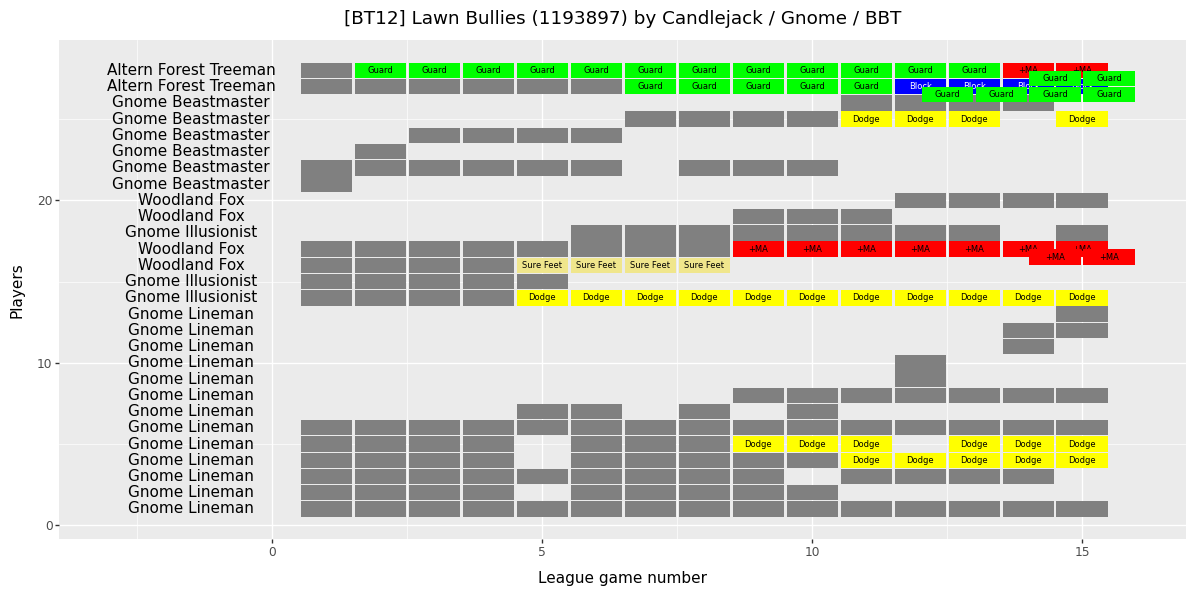 [BT12] Lawn Bullies (1193897) by Candlejack / Gnome / BBT
Altern Forest Treeman Guard Guard Guard Guard Guard Guard Guard Guard Guard Guard Guard Guard +MA +MA
Guard Guard
Altern Forest Treeman Guard Guard Guard Guard Guard Block Block Block
Guard Guard Guard Guard
Gnome Beastmaster
Gnome Beastmaster Dodge Dodge Dodge Dodge
Gnome Beastmaster
Gnome Beastmaster
Gnome Beastmaster
Gnome Beastmaster
20
Woodland Fox
Woodland Fox
Gnome Illusionist
Woodland Fox +MA +MA +MA +MA +MA +MA +MA
+MA +MA
Woodland Fox Sure Feet Sure Feet Sure Feet Sure Feet
Gnome Illusionist
Gnome Illusionist Dodge Dodge Dodge Dodge Dodge Dodge Dodge Dodge Dodge Dodge Dodge
Gnome Lineman
Gnome Lineman
Gnome Lineman
10
Gnome Lineman
Gnome Lineman
Gnome Lineman
Gnome Lineman
Gnome Lineman
Gnome Lineman Dodge Dodge Dodge Dodge Dodge Dodge
Gnome Lineman Dodge Dodge Dodge Dodge Dodge
Gnome Lineman
Gnome Lineman
Gnome Lineman
0
Players
0 5 10 15
League game number